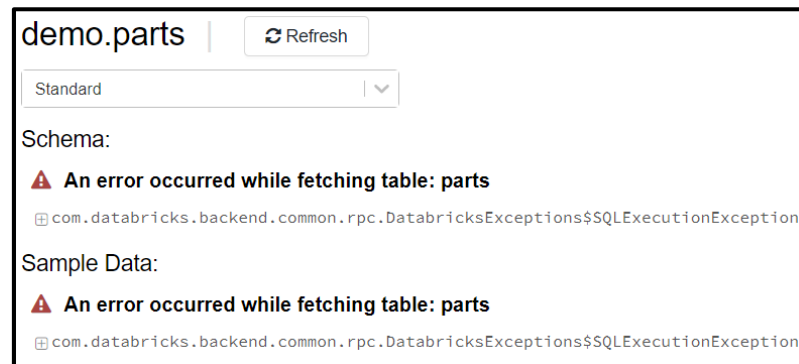 demo.parts | Refresh
Standard
Schema:
An error occurred while fetching table: parts
com.databricks.backend.common.rpc.DatabricksExceptions$SQLExecutionException
Sample Data:
An error occurred while fetching table: parts
com.databricks.backend.common.rpc.DatabricksExceptions$SQLExecutionException